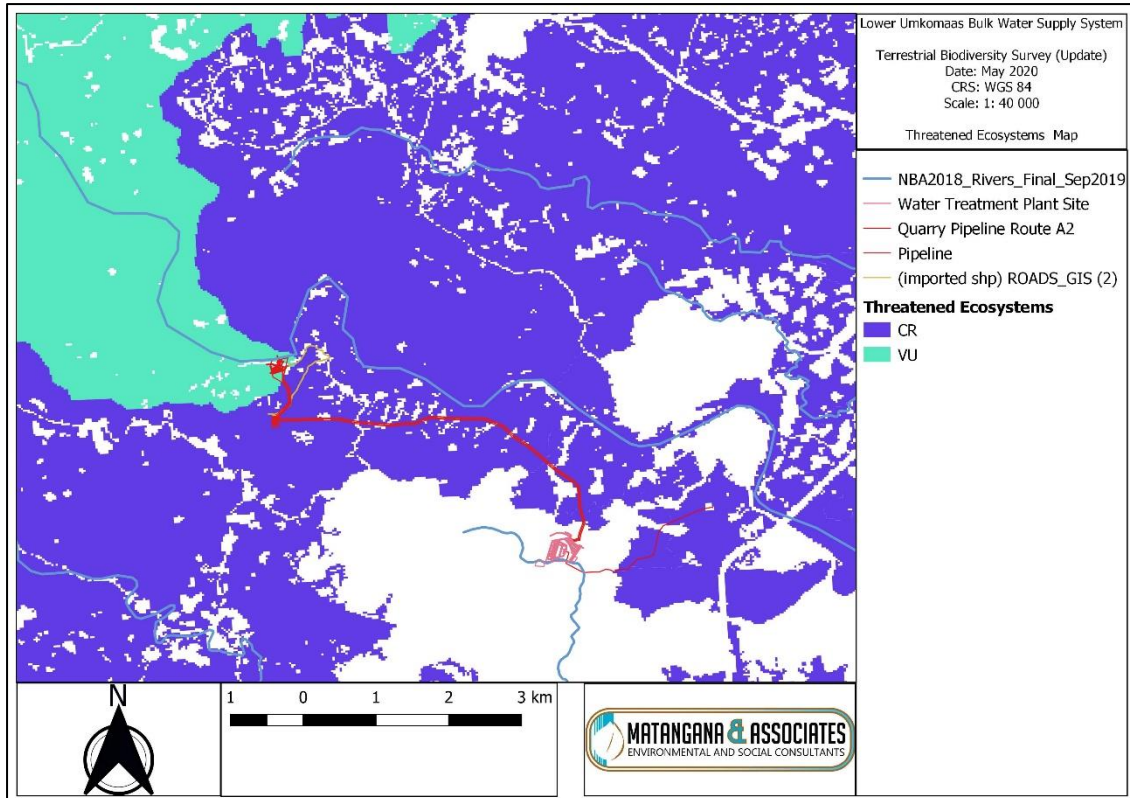 Lower Umkomaas Bulk Water Supply System
Terrestrial Biodiversity Survey (Update)
Date: May 2020
CRS: WGS 84
Scale: 1: 40 000
Threatened Ecosystems Map
NBA2018_Rivers_Final_Sep2019
Water Treatment Plant Site
Quarry Pipeline Route A2
Pipeline
(imported shp) ROADS_GIS (2)
Threatened Ecosystems
CR
VU
N
1 0 1 2 3 km
MATANGANA & ASSOCIATES
ENVIRONMENTAL AND SOCIAL CONSULTANTS